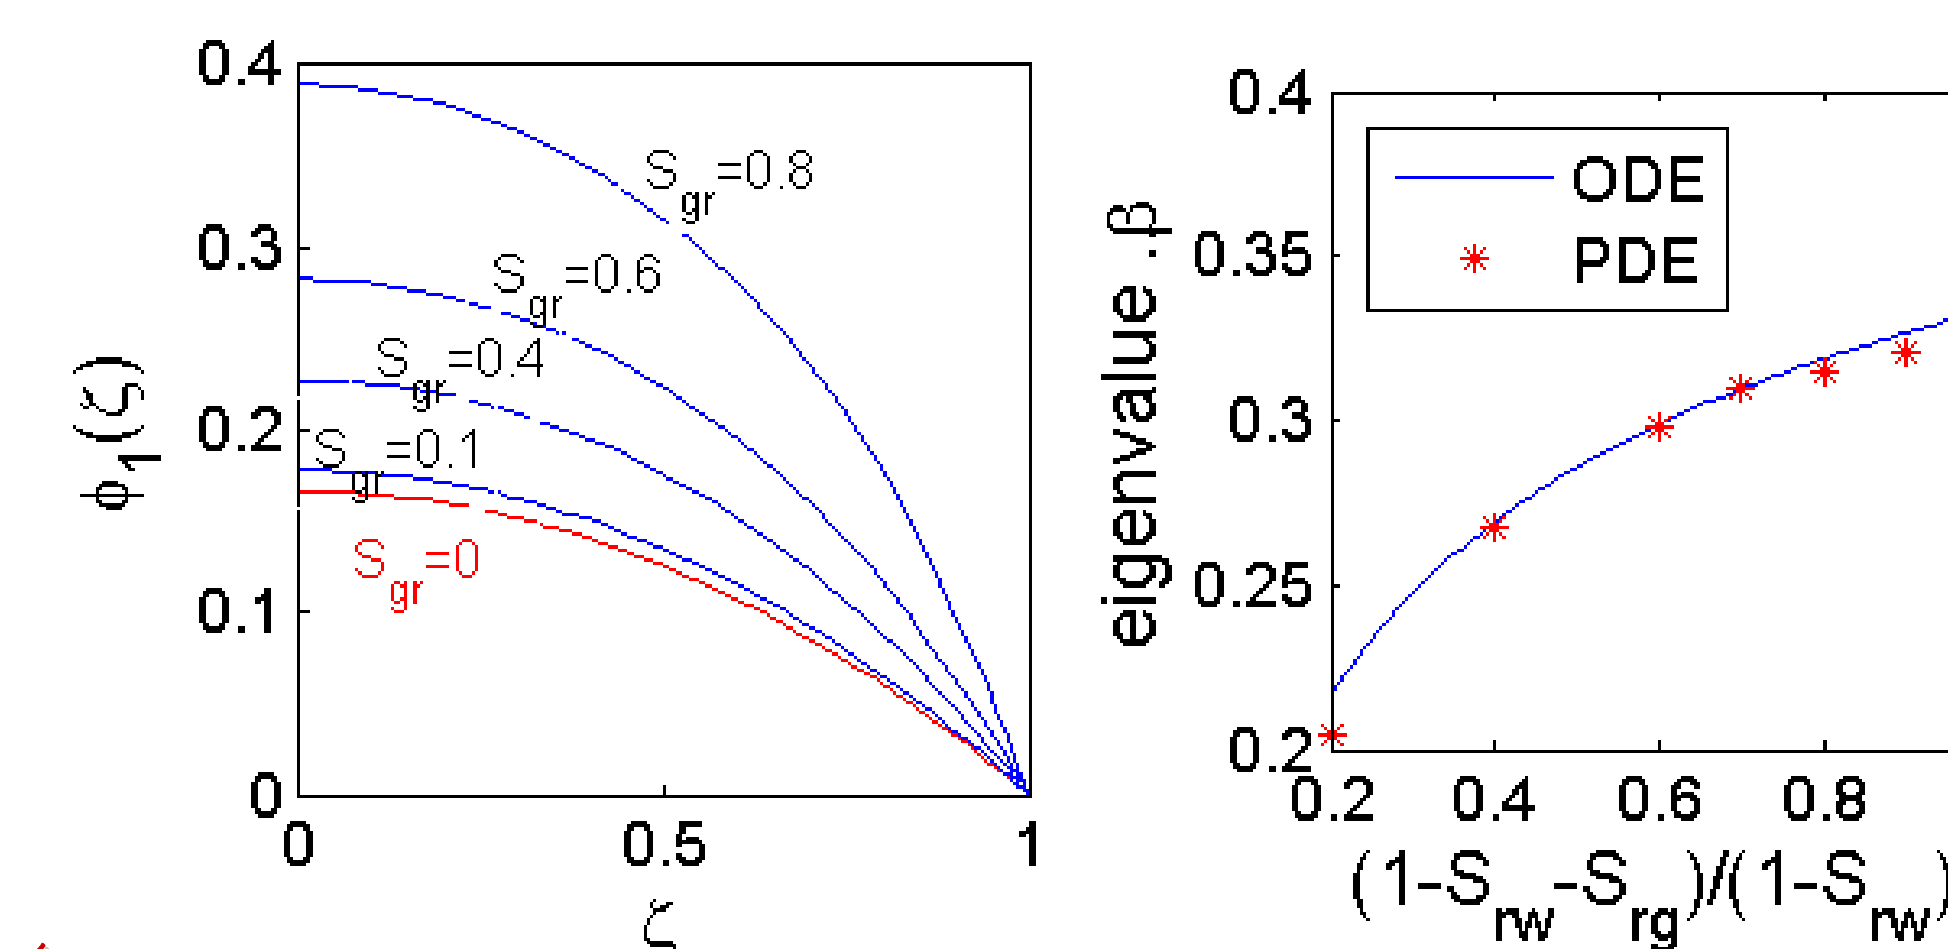 0.4
0.3
0.2
0.1
0
0
0.5
1
ϕ1(ζ)
ζ
Sgr=0.8
Sgr=0.6
Sgr=0.4
Sgr=0.1
Sgr=0
0.4
0.35
0.3
0.25
0.2
0.2
0.4
0.6
0.8
eigenvalue .β
ODE
PDE
(1-Srw-Srg)/(1-Srw)